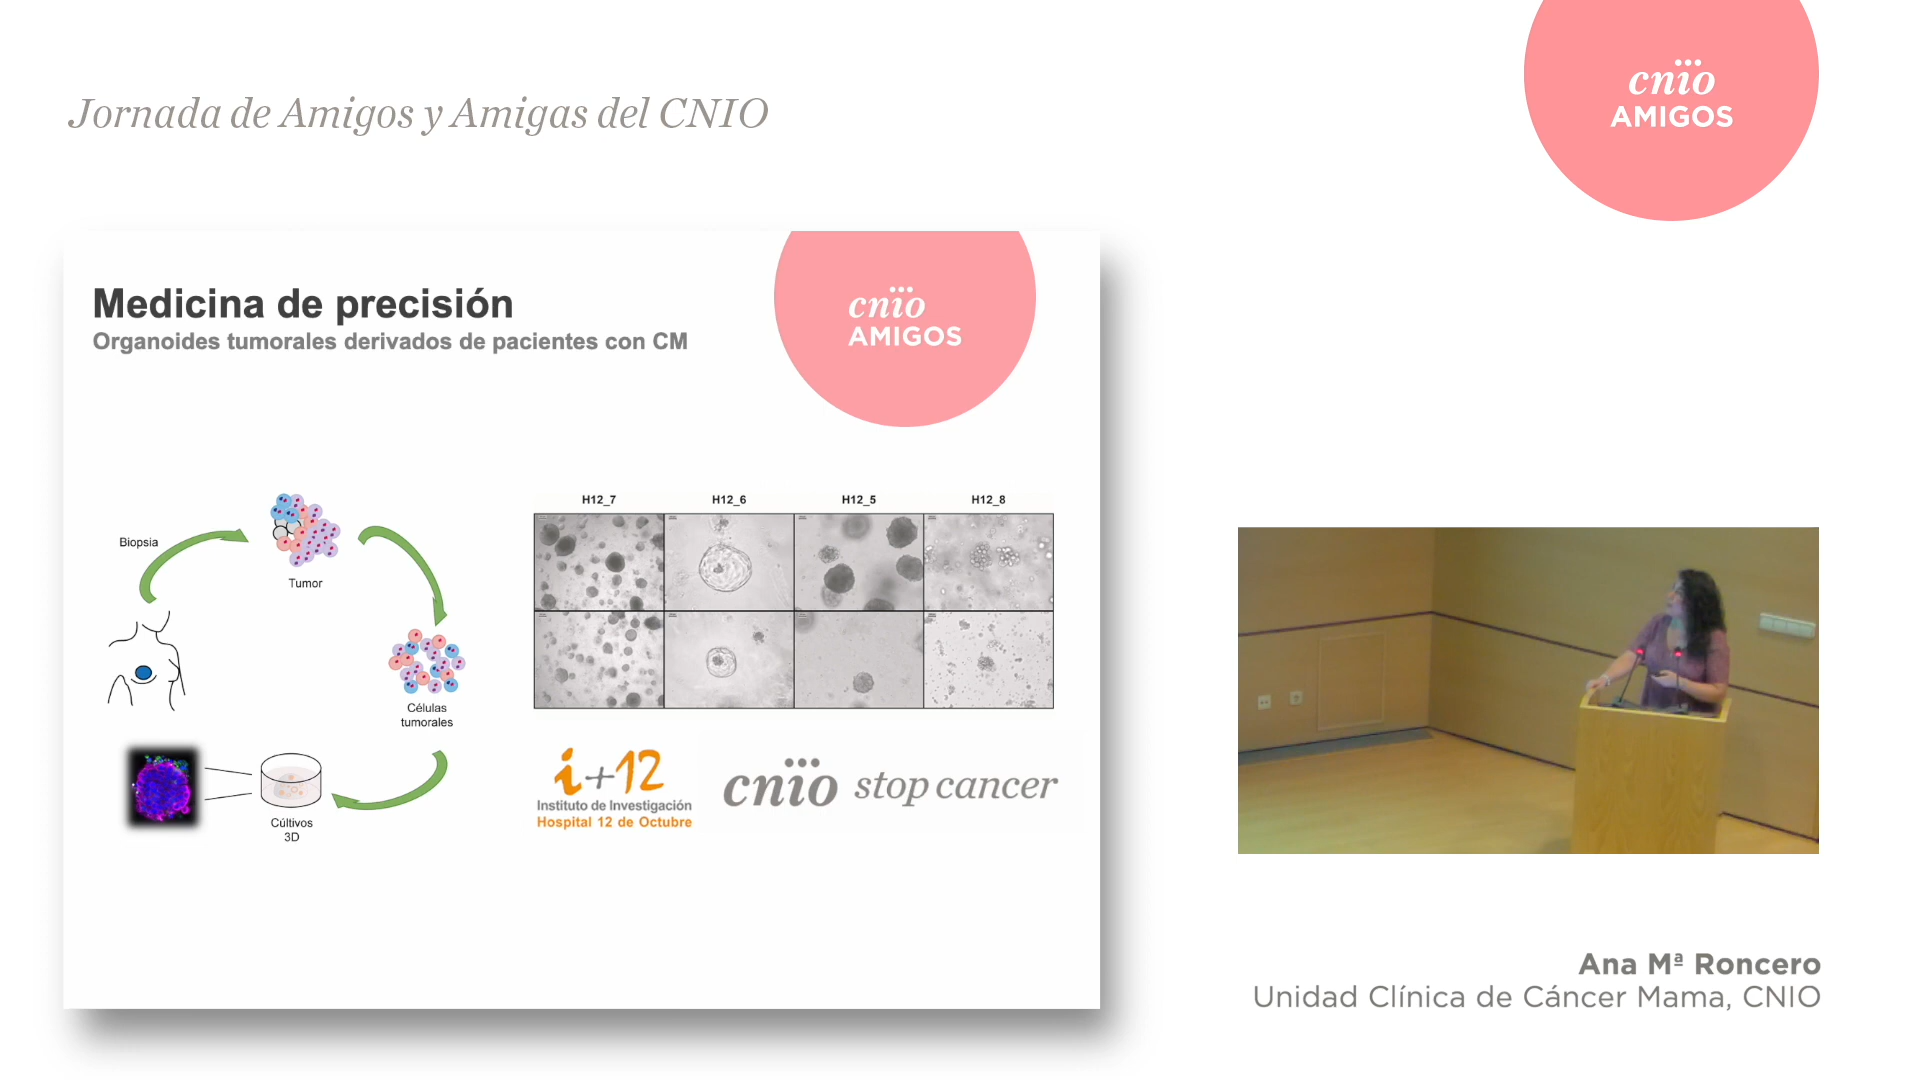 Jornada de Amigos y Amigas del CNIO
cnio
AMIGOS
Medicina de precisión
Organoides tumorales derivados de pacientes con CM
cnio
AMIGOS
Biopsia
Tumor
Células
tumorales
Cúltivos
3D
H12_7 H12_6 H12_5 H12_8
i+12
Instituto de Investigación
Hospital 12 de Octubre
cnio stop cancer
Ana Mª Roncero
Unidad Clínica de Cáncer Mama, CNIO